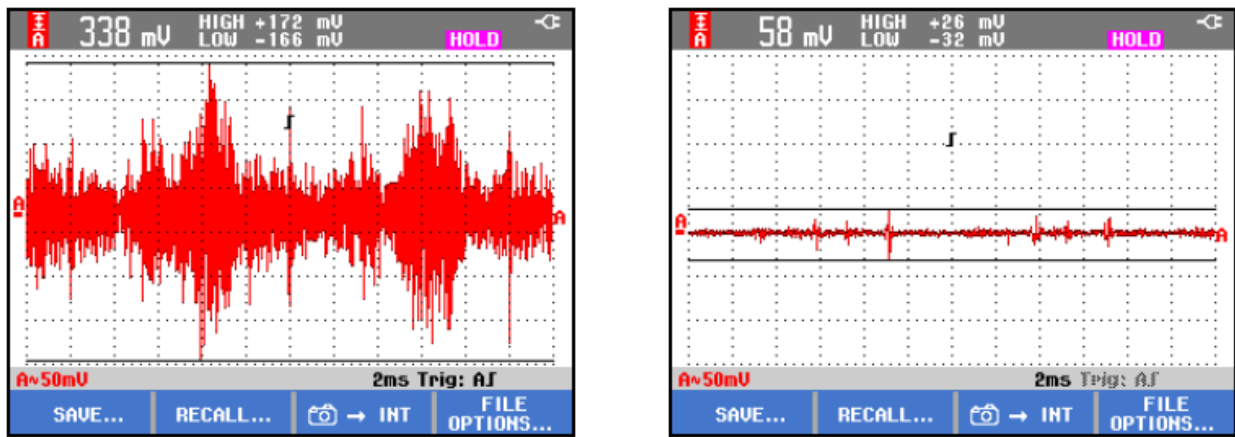 A 338 mV HIGH +172 mV
LOW -166 mV
HOLD
A
A
A~50mV 2ms Trig: A
SAVE... RECALL... → INT FILE
OPTIONS...
A 58 mV HIGH +26 mV
LOW -32 mV
HOLD
A
A
A~50mV 2ms Trig: A
SAVE... RECALL... → INT FILE
OPTIONS...